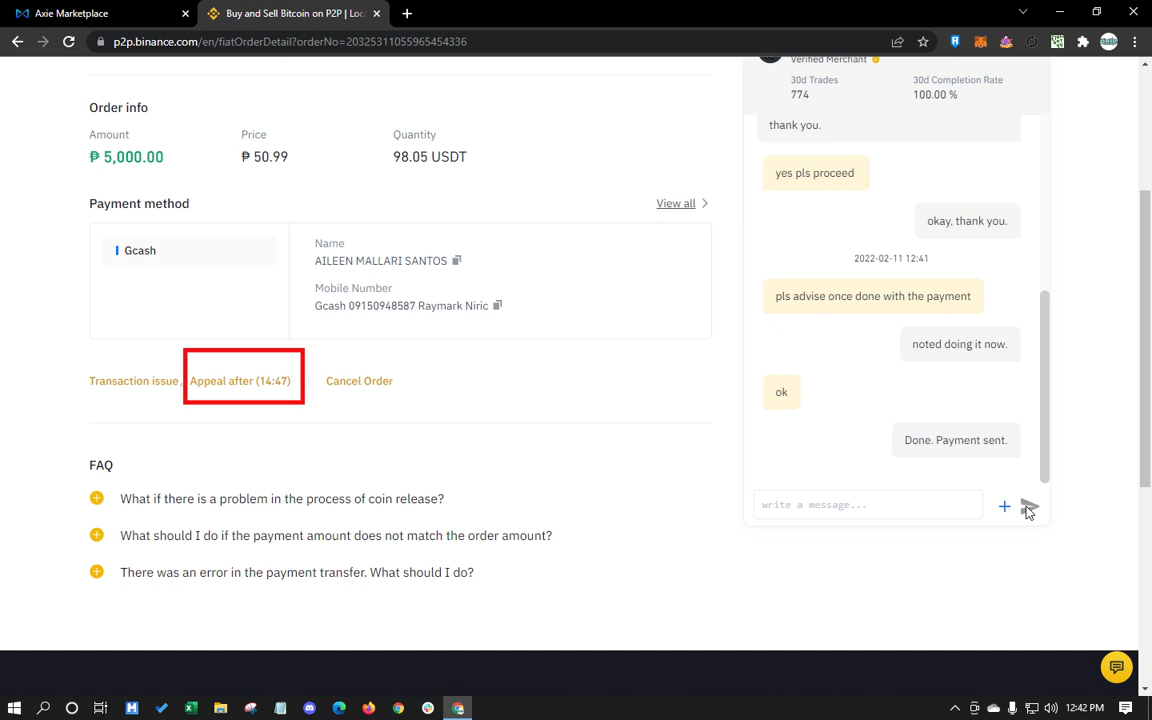 Axie Marketplace
Buy and Sell Bitcoin on P2P | Loc
p2p.binance.com/en/fiatOrderDetail?orderNo=20325311055965454336
Order info
Amount Price Quantity
₱ 5,000.00 ₱ 50.99 98.05 USDT
Payment method View all
Gcash
Name
AILEEN MALLARI SANTOS
Mobile Number
Gcash 09150948587 Raymark Niric
Transaction issue, Appeal after (14:47) Cancel Order
FAQ
What if there is a problem in the process of coin release?
What should I do if the payment amount does not match the order amount?
There was an error in the payment transfer. What should I do?
Verified Merchant
30d Trades 30d Completion Rate
774 100.00 %
thank you.
yes pls proceed
okay, thank you.
2022-02-11 12:41
pls advise once done with the payment
noted doing it now.
ok
Done. Payment sent.
write a message...
12:42 PM